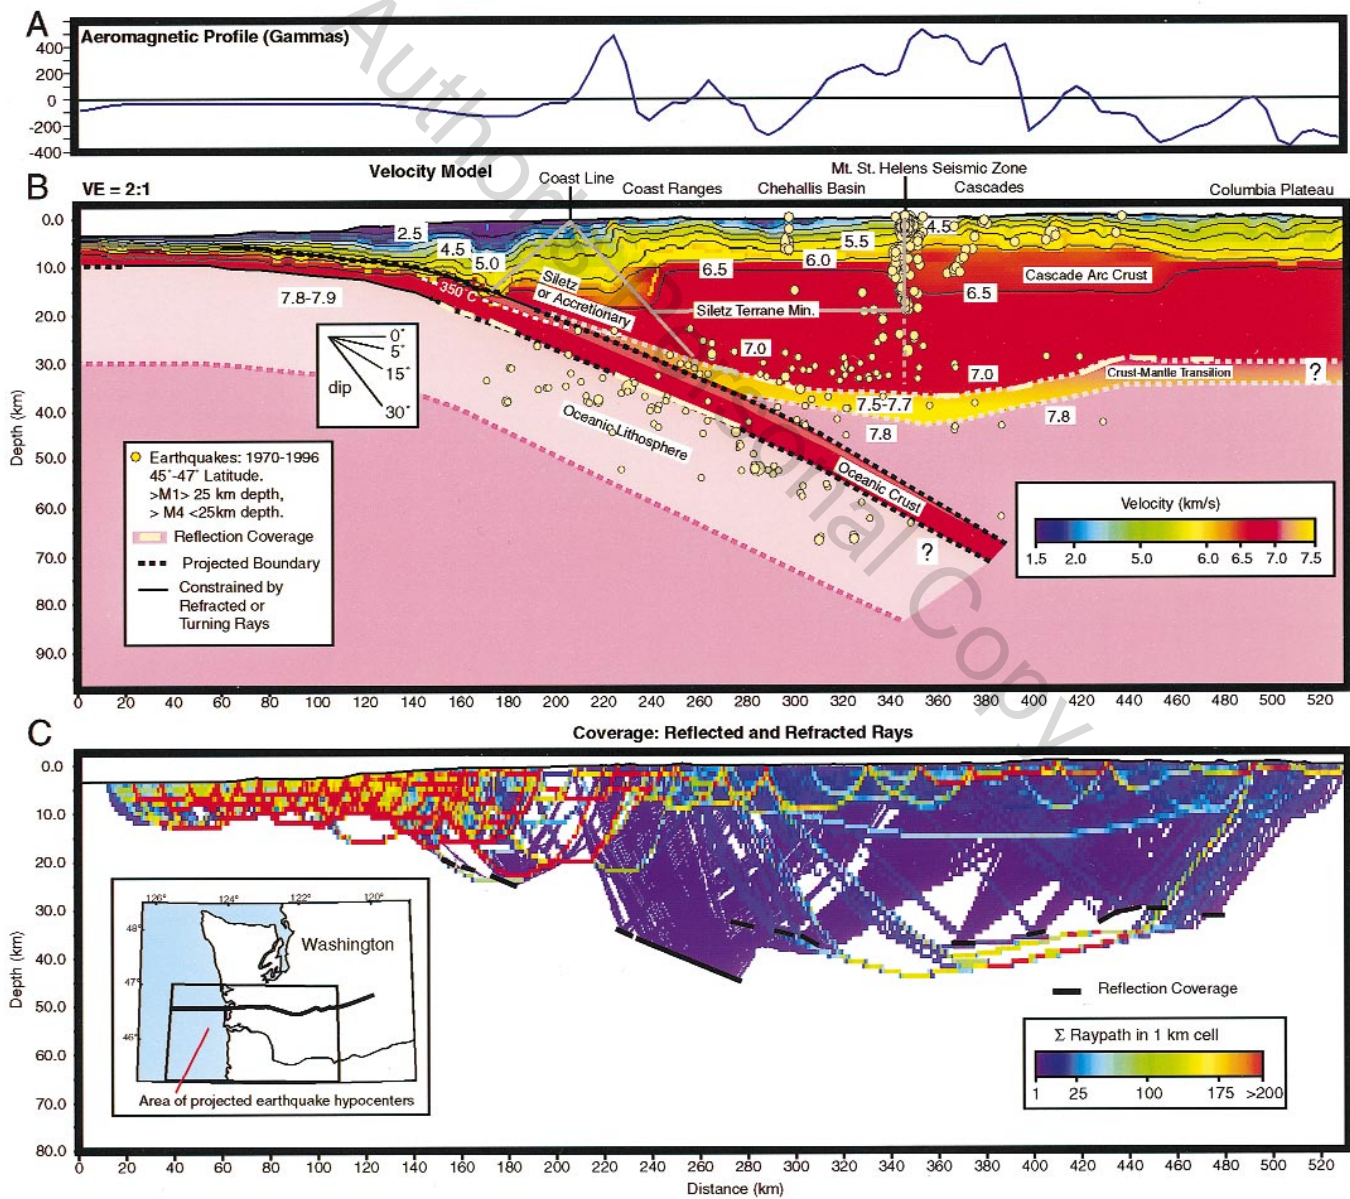 A
Aeromagnetic Profile (Gammas)
400
200
0
-200
-400
B
VE = 2:1
Velocity Model
Coast Line
Coast Ranges
Chehallis Basin
Mt. St. Helens Seismic Zone
Cascades
Columbia Plateau
0.0
10.0
20.0
30.0
40.0
50.0
60.0
70.0
80.0
90.0
Depth (km)
2.5
4.5
5.0
5.5
4.5
6.0
6.5
6.5
Cascade Arc Crust
350°C
Siletz
or Accretionary
Siletz Terrane Min.
7.8-7.9
7.0
7.0
Crust-Mantle Transition
?
7.5-7.7
7.8
7.8
Oceanic Lithosphere
Oceanic Crust
?
dip
0°
5°
15°
30°
Earthquakes: 1970-1996
45°-47° Latitude.
>M1> 25 km depth,
> M4 <25km depth.
Reflection Coverage
Projected Boundary
Constrained by
Refracted or
Turning Rays
Velocity (km/s)
1.5 2.0 5.0 6.0 6.5 7.0 7.5
0 20 40 60 80 100 120 140 160 180 200 220 240 260 280 300 320 340 360 380 400 420 440 460 480 500 520
C
Coverage: Reflected and Refracted Rays
0.0
10.0
20.0
30.0
40.0
50.0
60.0
70.0
80.0
Depth (km)
126° 124° 122° 120°
48°
47°
46°
Washington
Area of projected earthquake hypocenters
Reflection Coverage
Σ Raypath in 1 km cell
1 25 100 175 >200
0 20 40 60 80 100 120 140 160 180 200 220 240 260 280 300 320 340 360 380 400 420 440 460 480 500 520
Distance (km)
Author's Personal Copy